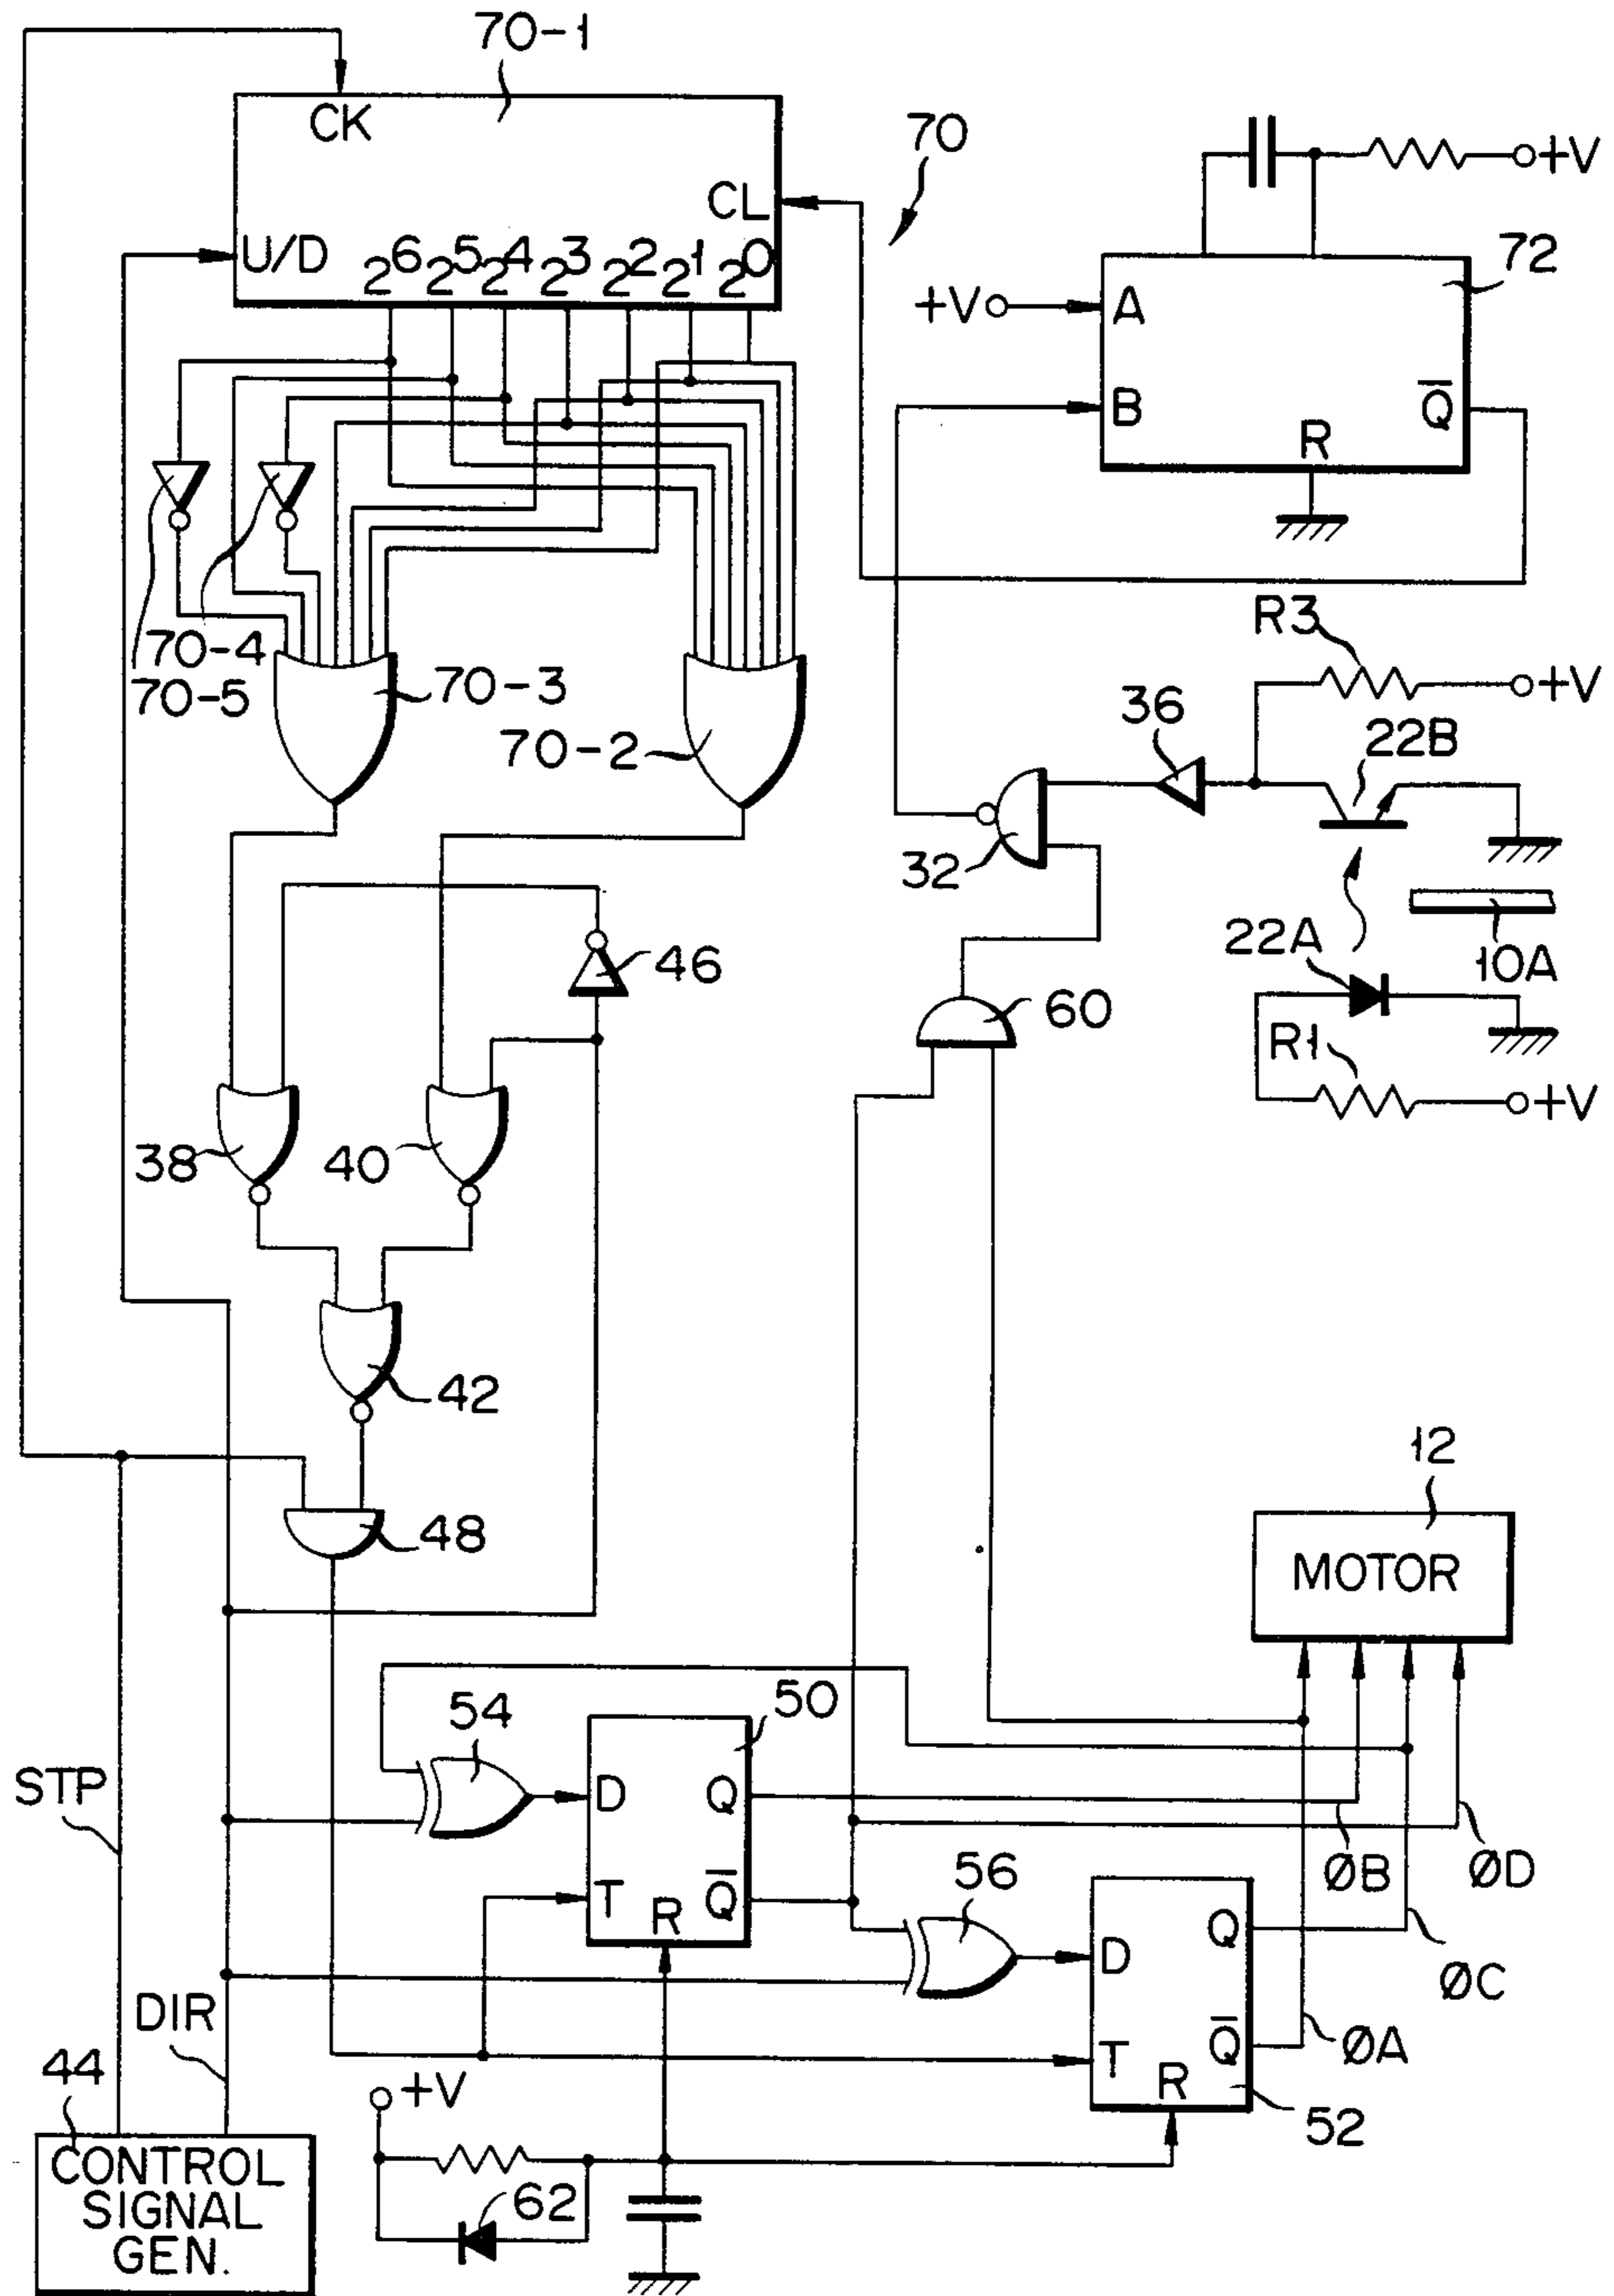 70-1
CK
70
+V
CL
U/D
2^6 2^5 2^4 2^3 2^2 2^1 2^0
72
+V
A
B
Q̅
R
R3
+V
70-4
70-5
70-3
70-2
36
22B
32
22A
10A
46
60
R1
+V
38
40
42
48
12
MOTOR
54
50
STP
D
Q
T
R
Q̅
ØB
ØD
56
D
Q
ØC
T
R
Q̅
ØA
52
DIR
44
+V
62
CONTROL
SIGNAL
GEN.